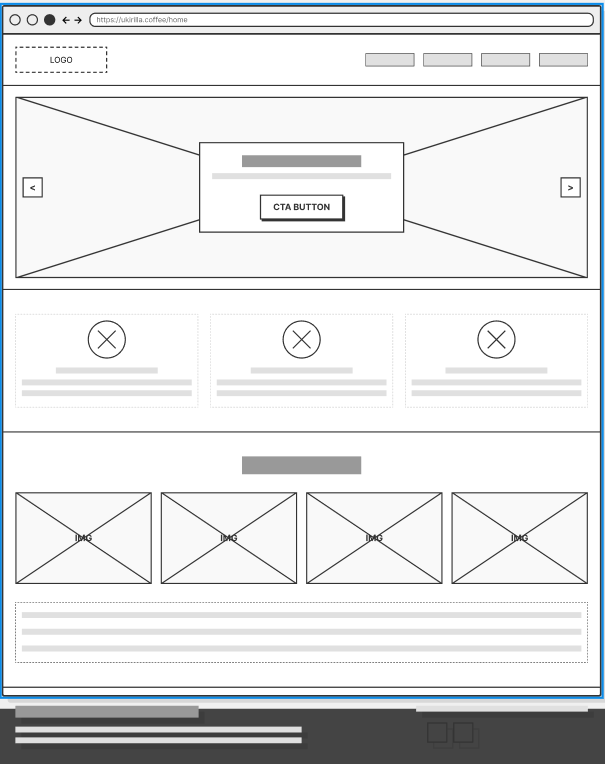 https://ukirilla.coffee/home
LOGO
<
CTA BUTTON
>
IMG
IMG
IMG
IMG